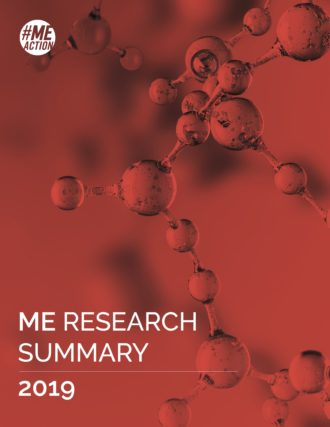 #ME
ACTION
ME RESEARCH
SUMMARY
2019